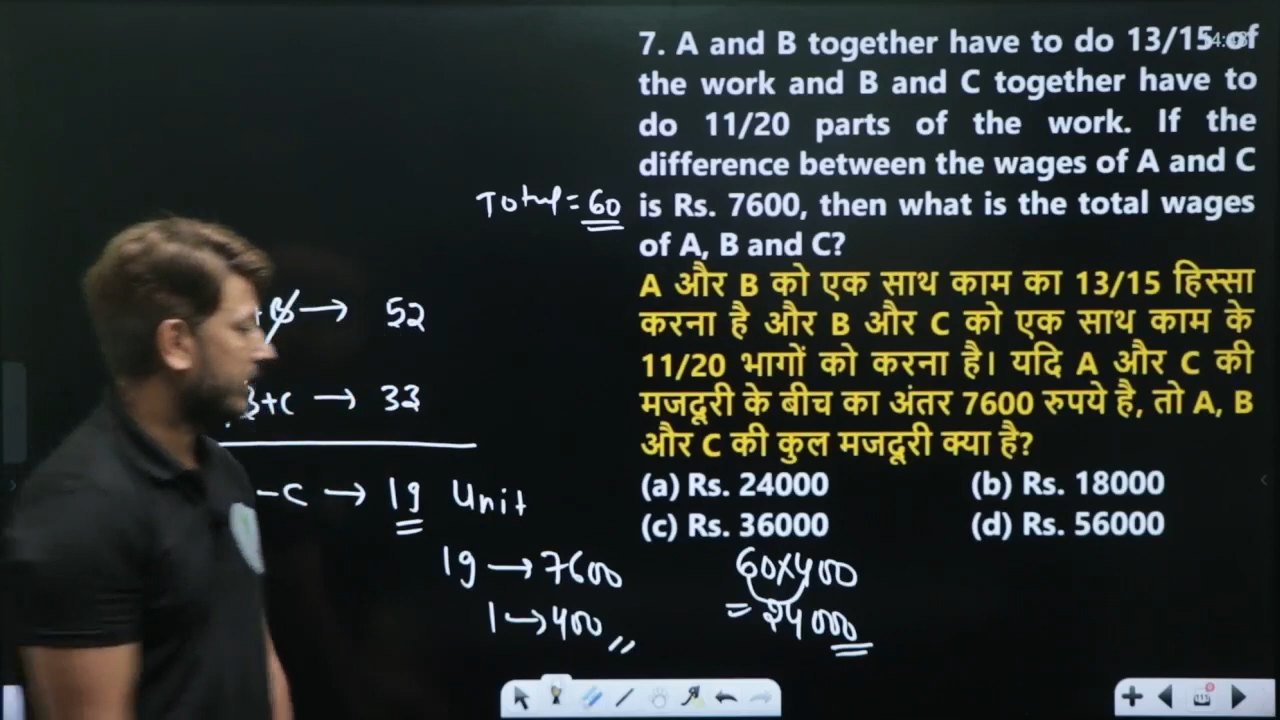 7. A and B together have to do 13/15 of
the work and B and C together have to
do 11/20 parts of the work. If the
difference between the wages of A and C
is Rs. 7600, then what is the total wages
of A, B and C?
A और B को एक साथ काम का 13/15 हिस्सा
करना है और B और C को एक साथ काम के
11/20 भागों को करना है। यदि A और C की
मजदूरी के बीच का अंतर 7600 रुपये है, तो A, B
और C की कुल मजदूरी क्या है?
(a) Rs. 24000 (b) Rs. 18000
(c) Rs. 36000 (d) Rs. 56000
Total = 60
+B → 52
B+C → 33
-C → 19 Unit
19 → 7600
1 → 400
60x400
= 24000